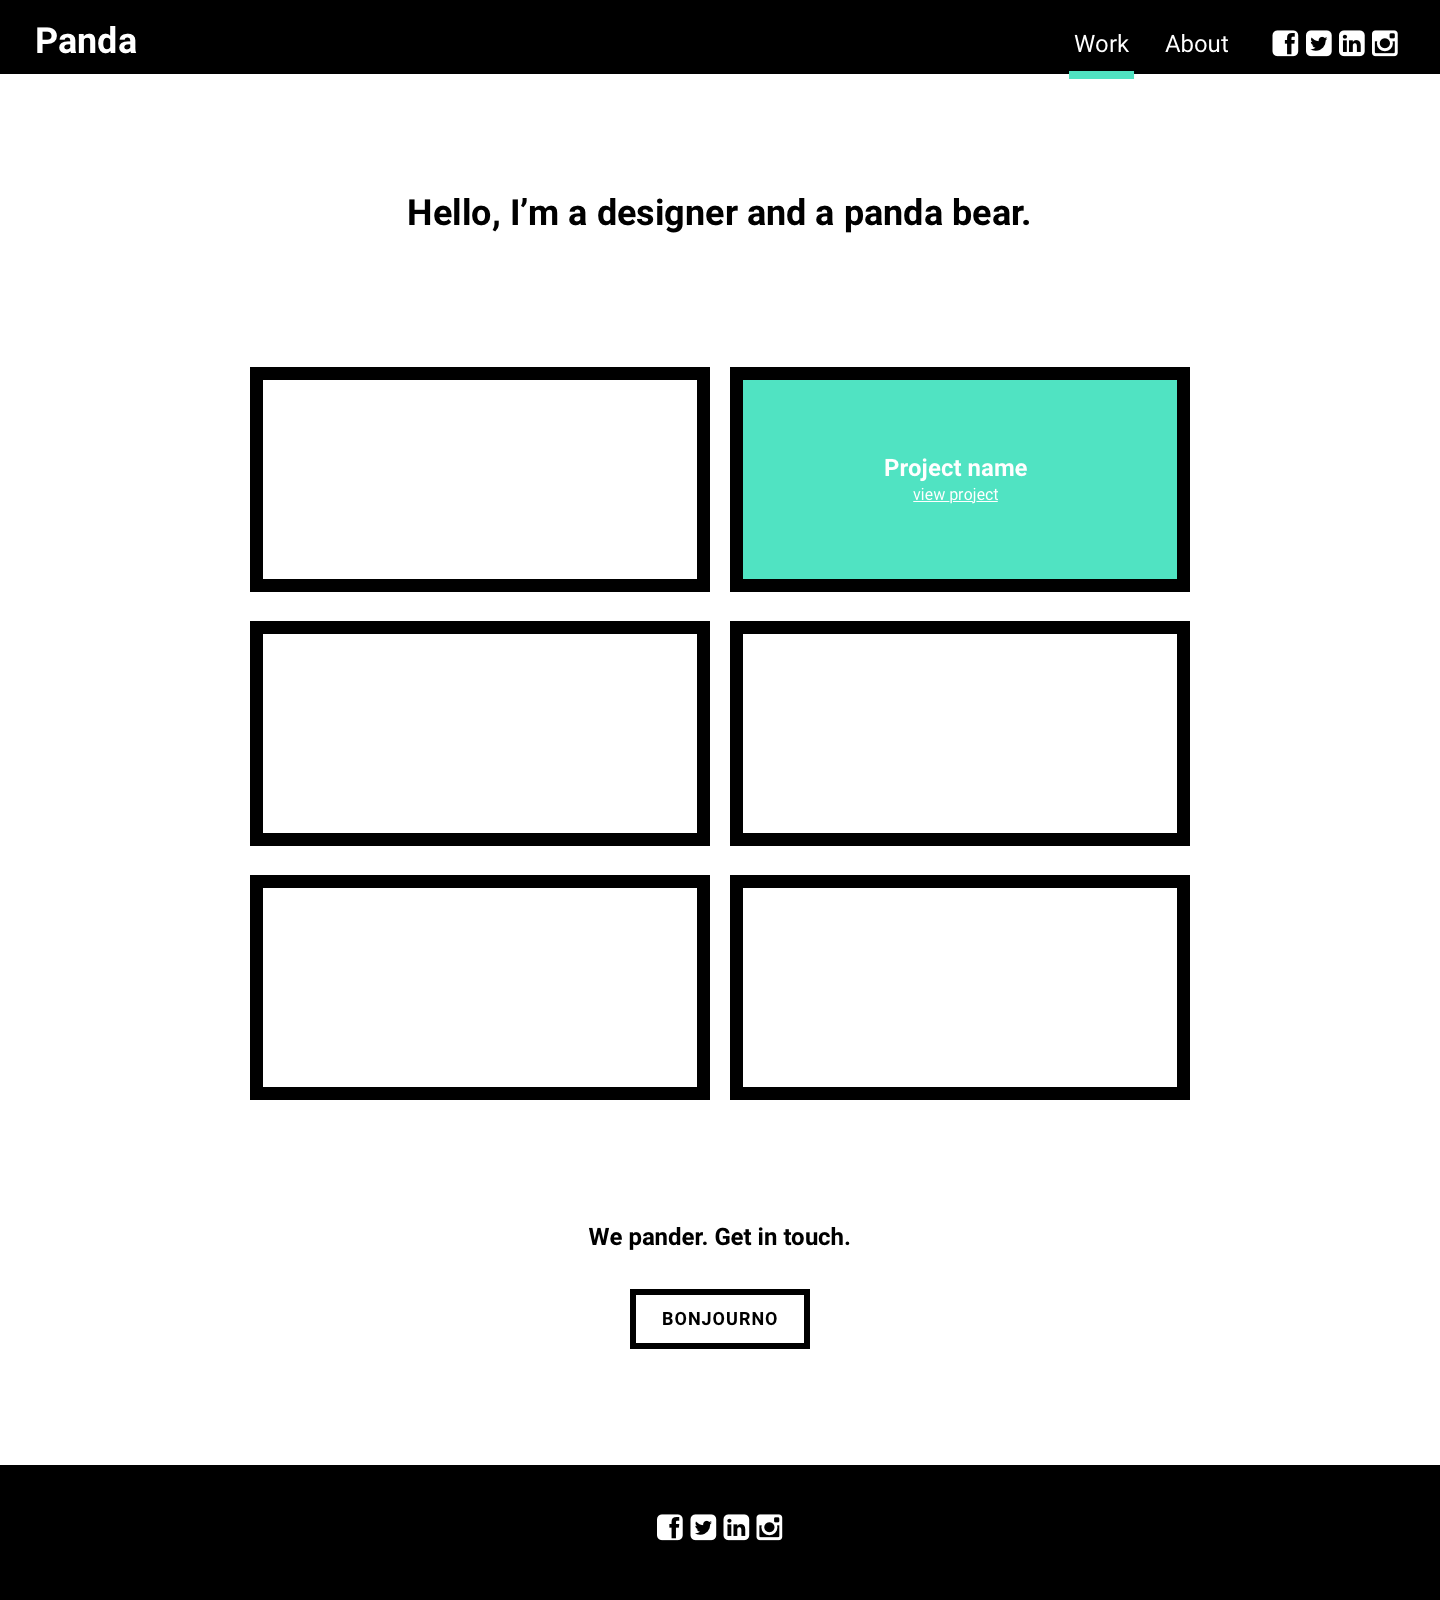 Panda
Work About
Hello, I’m a designer and a panda bear.
Project name
view project
We pander. Get in touch.
BONJOURNO